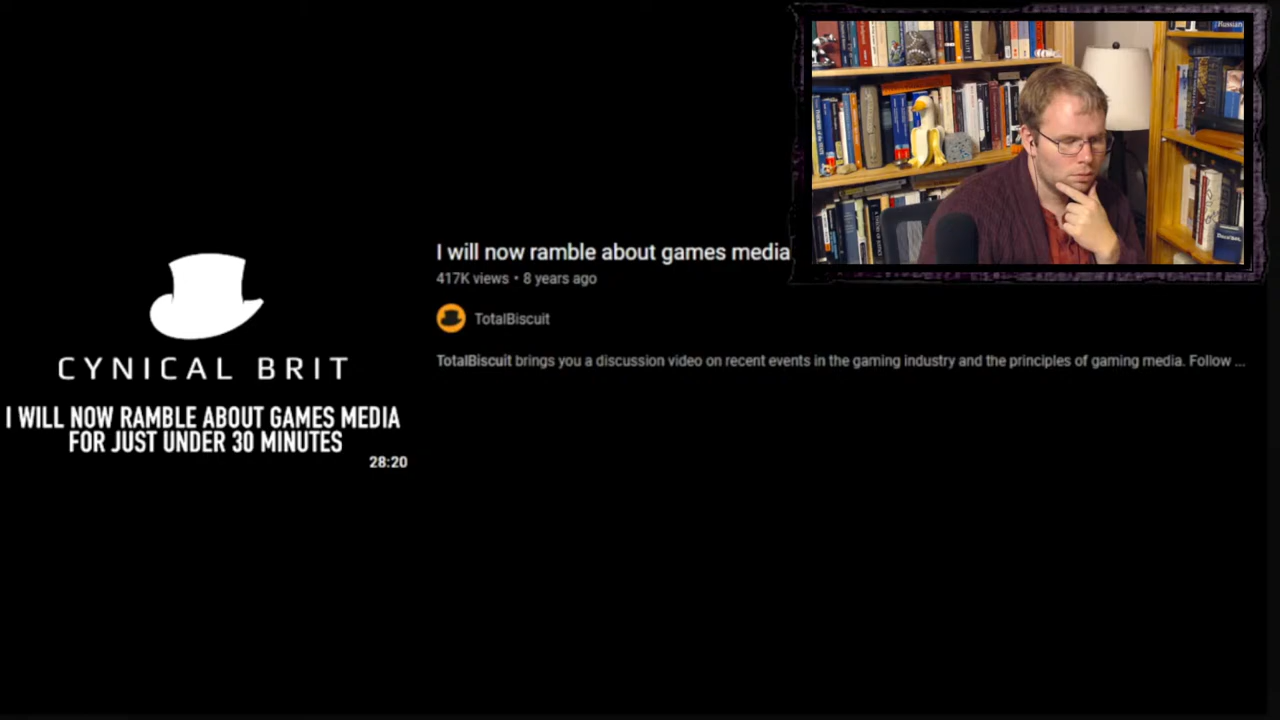 I will now ramble about games media
417K views • 8 years ago
TotalBiscuit
TotalBiscuit brings you a discussion video on recent events in the gaming industry and the principles of gaming media. Follow ...
CYNICAL BRIT
I WILL NOW RAMBLE ABOUT GAMES MEDIA
FOR JUST UNDER 30 MINUTES
28:20
Russian